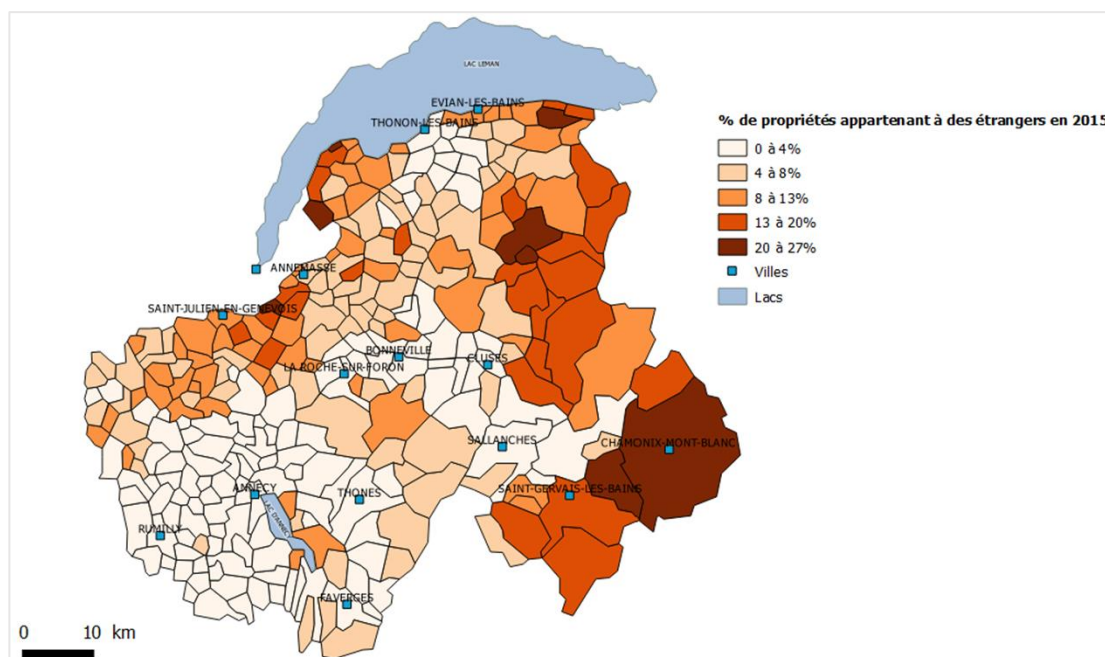 LAC LEMAN
EVIAN-LES-BAINS
THONON-LES-BAINS
% de propriétés appartenant à des étrangers en 2015
0 à 4%
4 à 8%
8 à 13%
13 à 20%
20 à 27%
Villes
Lacs
ANNEMASSE
SAINT-JULIEN-EN-GENEVOIS
BONNEVILLE
CLUSES
LA ROCHE-SUR-FORON
SALLANCHES
CHAMONIX-MONT-BLANC
ANNECY
THONES
SAINT-GERVAIS-LES-BAINS
LAC D'ANNECY
RUMILLY
FAVERGES
0 10 km